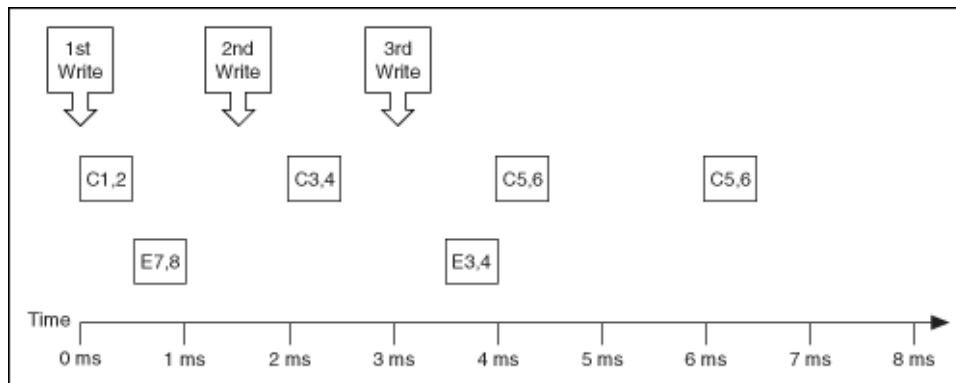 1st
Write
2nd
Write
3rd
Write
C1,2
C3,4
C5,6
C5,6
E7,8
E3,4
Time
0 ms
1 ms
2 ms
3 ms
4 ms
5 ms
6 ms
7 ms
8 ms